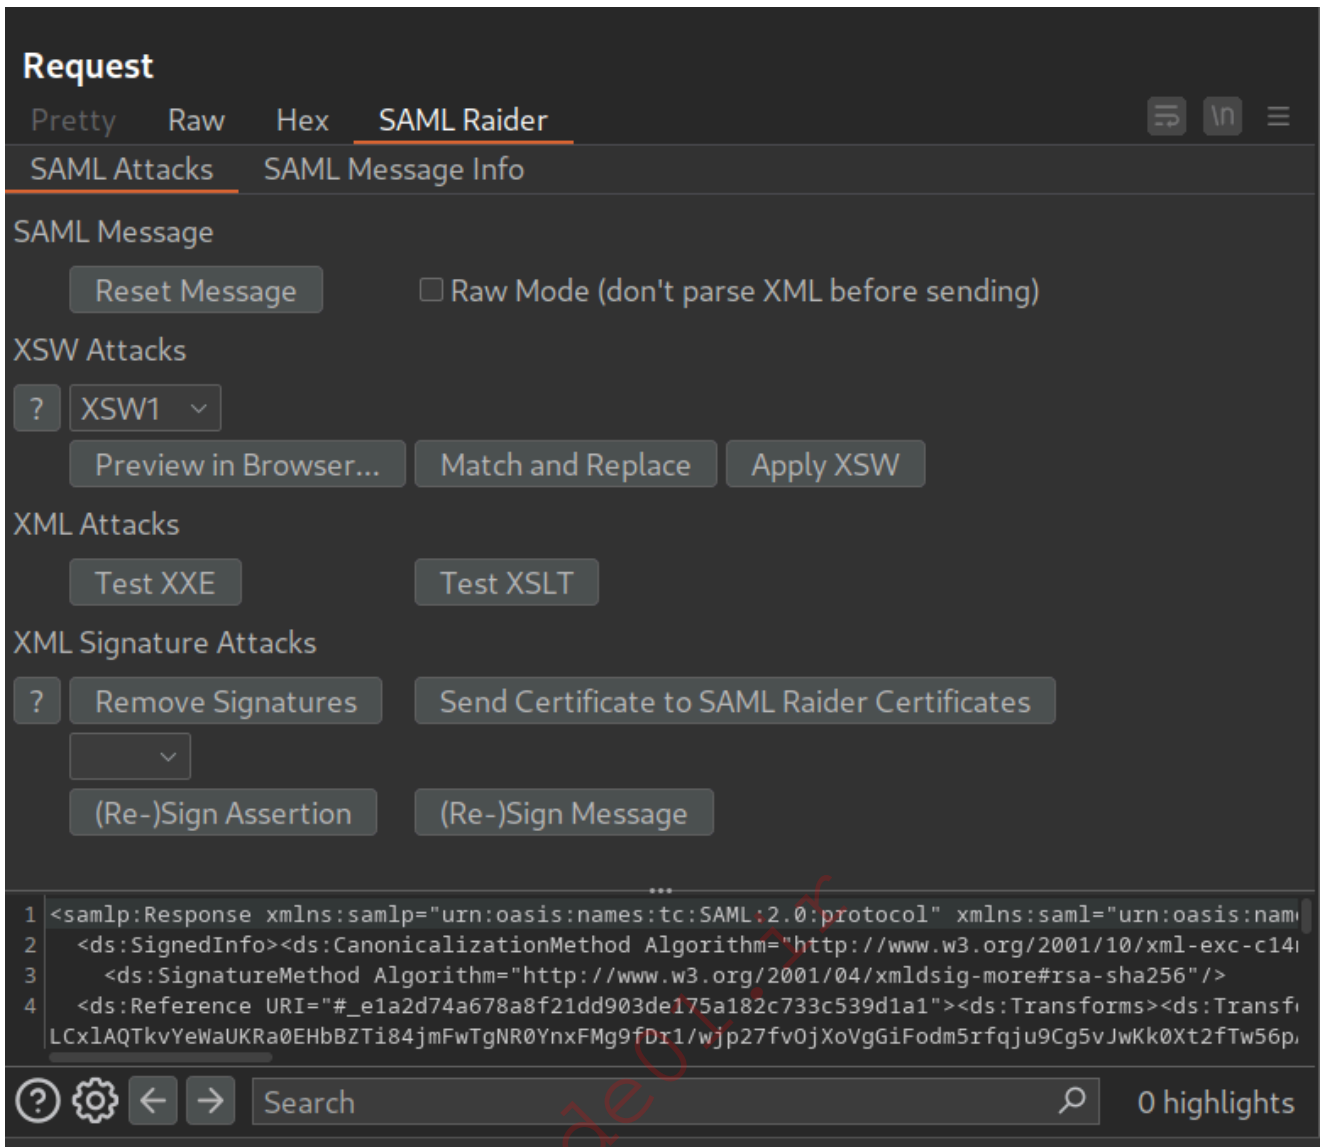 Request
Pretty Raw Hex SAML Raider \n
SAML Attacks SAML Message Info
SAML Message
Reset Message Raw Mode (don't parse XML before sending)
XSW Attacks
? XSW1
Preview in Browser... Match and Replace Apply XSW
XML Attacks
Test XXE Test XSLT
XML Signature Attacks
? Remove Signatures Send Certificate to SAML Raider Certificates
(Re-)Sign Assertion (Re-)Sign Message
1 <samlp:Response xmlns:samlp="urn:oasis:names:tc:SAML:2.0:protocol" xmlns:saml="urn:oasis:nam
2 <ds:SignedInfo><ds:CanonicalizationMethod Algorithm="http://www.w3.org/2001/10/xml-exc-c14
3 <ds:SignatureMethod Algorithm="http://www.w3.org/2001/04/xmldsig-more#rsa-sha256"/>
4 <ds:Reference URI="#_e1a2d74a678a8f21dd903de175a182c733c539d1a1"><ds:Transforms><ds:Transf
LCxlAQTkvYeWaUKRa0EHbBZTi84jmFwTgNR0YnxFMg9fDr1/wjp27fvOjXoVgGiFodm5rfqju9Cg5vJwKk0Xt2fTw56p
? Search 0 highlights
de01.ir